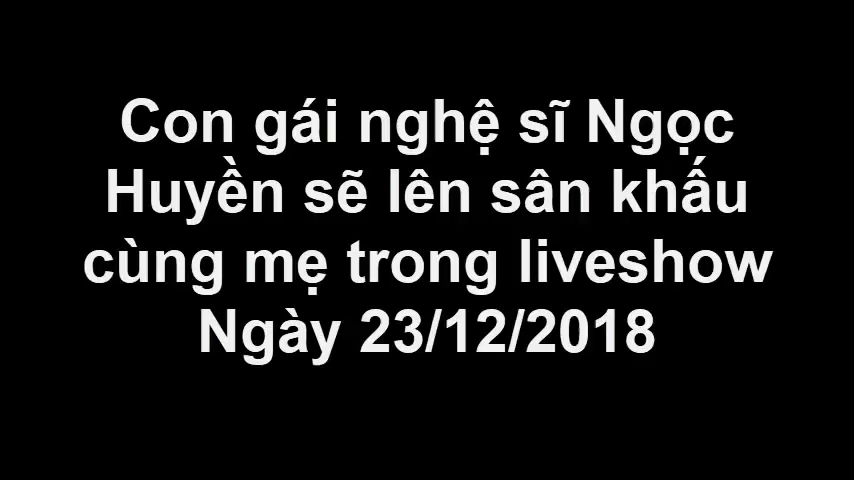 Con gái nghệ sĩ Ngọc
Huyền sẽ lên sân khấu
cùng mẹ trong liveshow
Ngày 23/12/2018